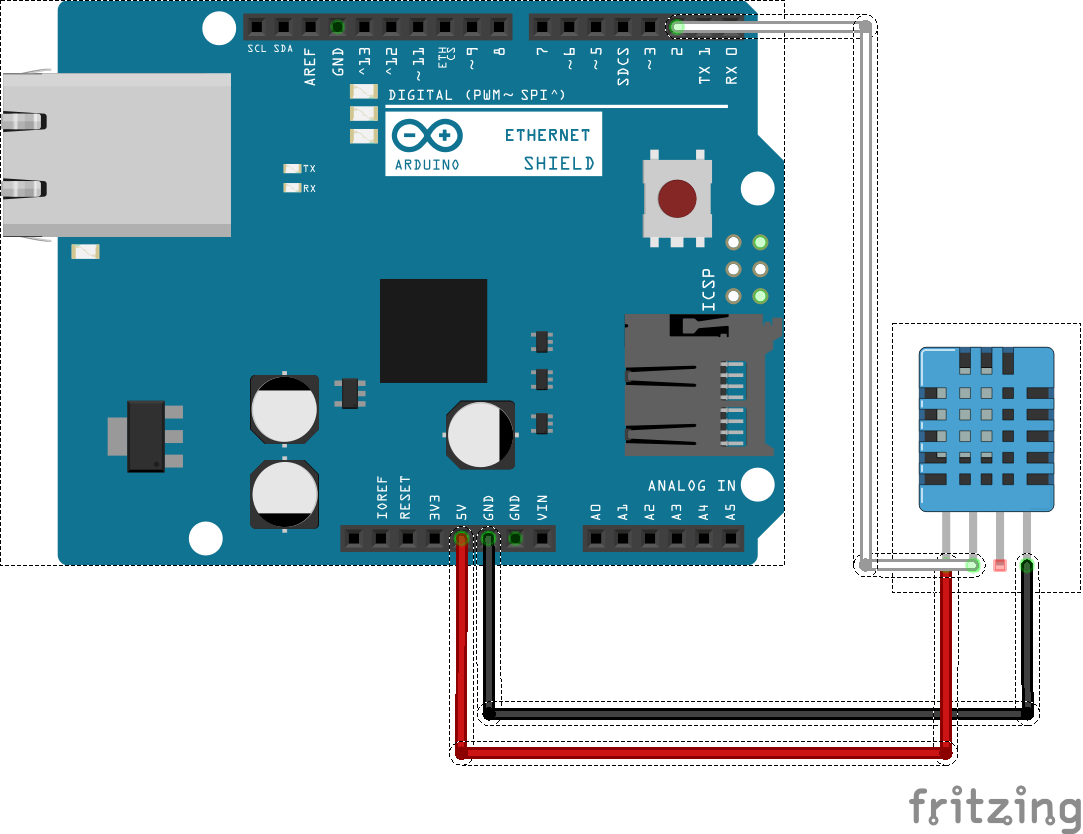 SCL SDA AREF GND ^13 ^12 ~11 ETH CS ~9 8 7 ~6 ~5 SDCS ~3 2 TX 1 RX 0
DIGITAL (PWM~ SPI^)
ETHERNET
ARDUINO SHIELD
TX
RX
ICSP
ANALOG IN
IOREF RESET 3V3 5V GND GND VIN A0 A1 A2 A3 A4 A5
fritzing